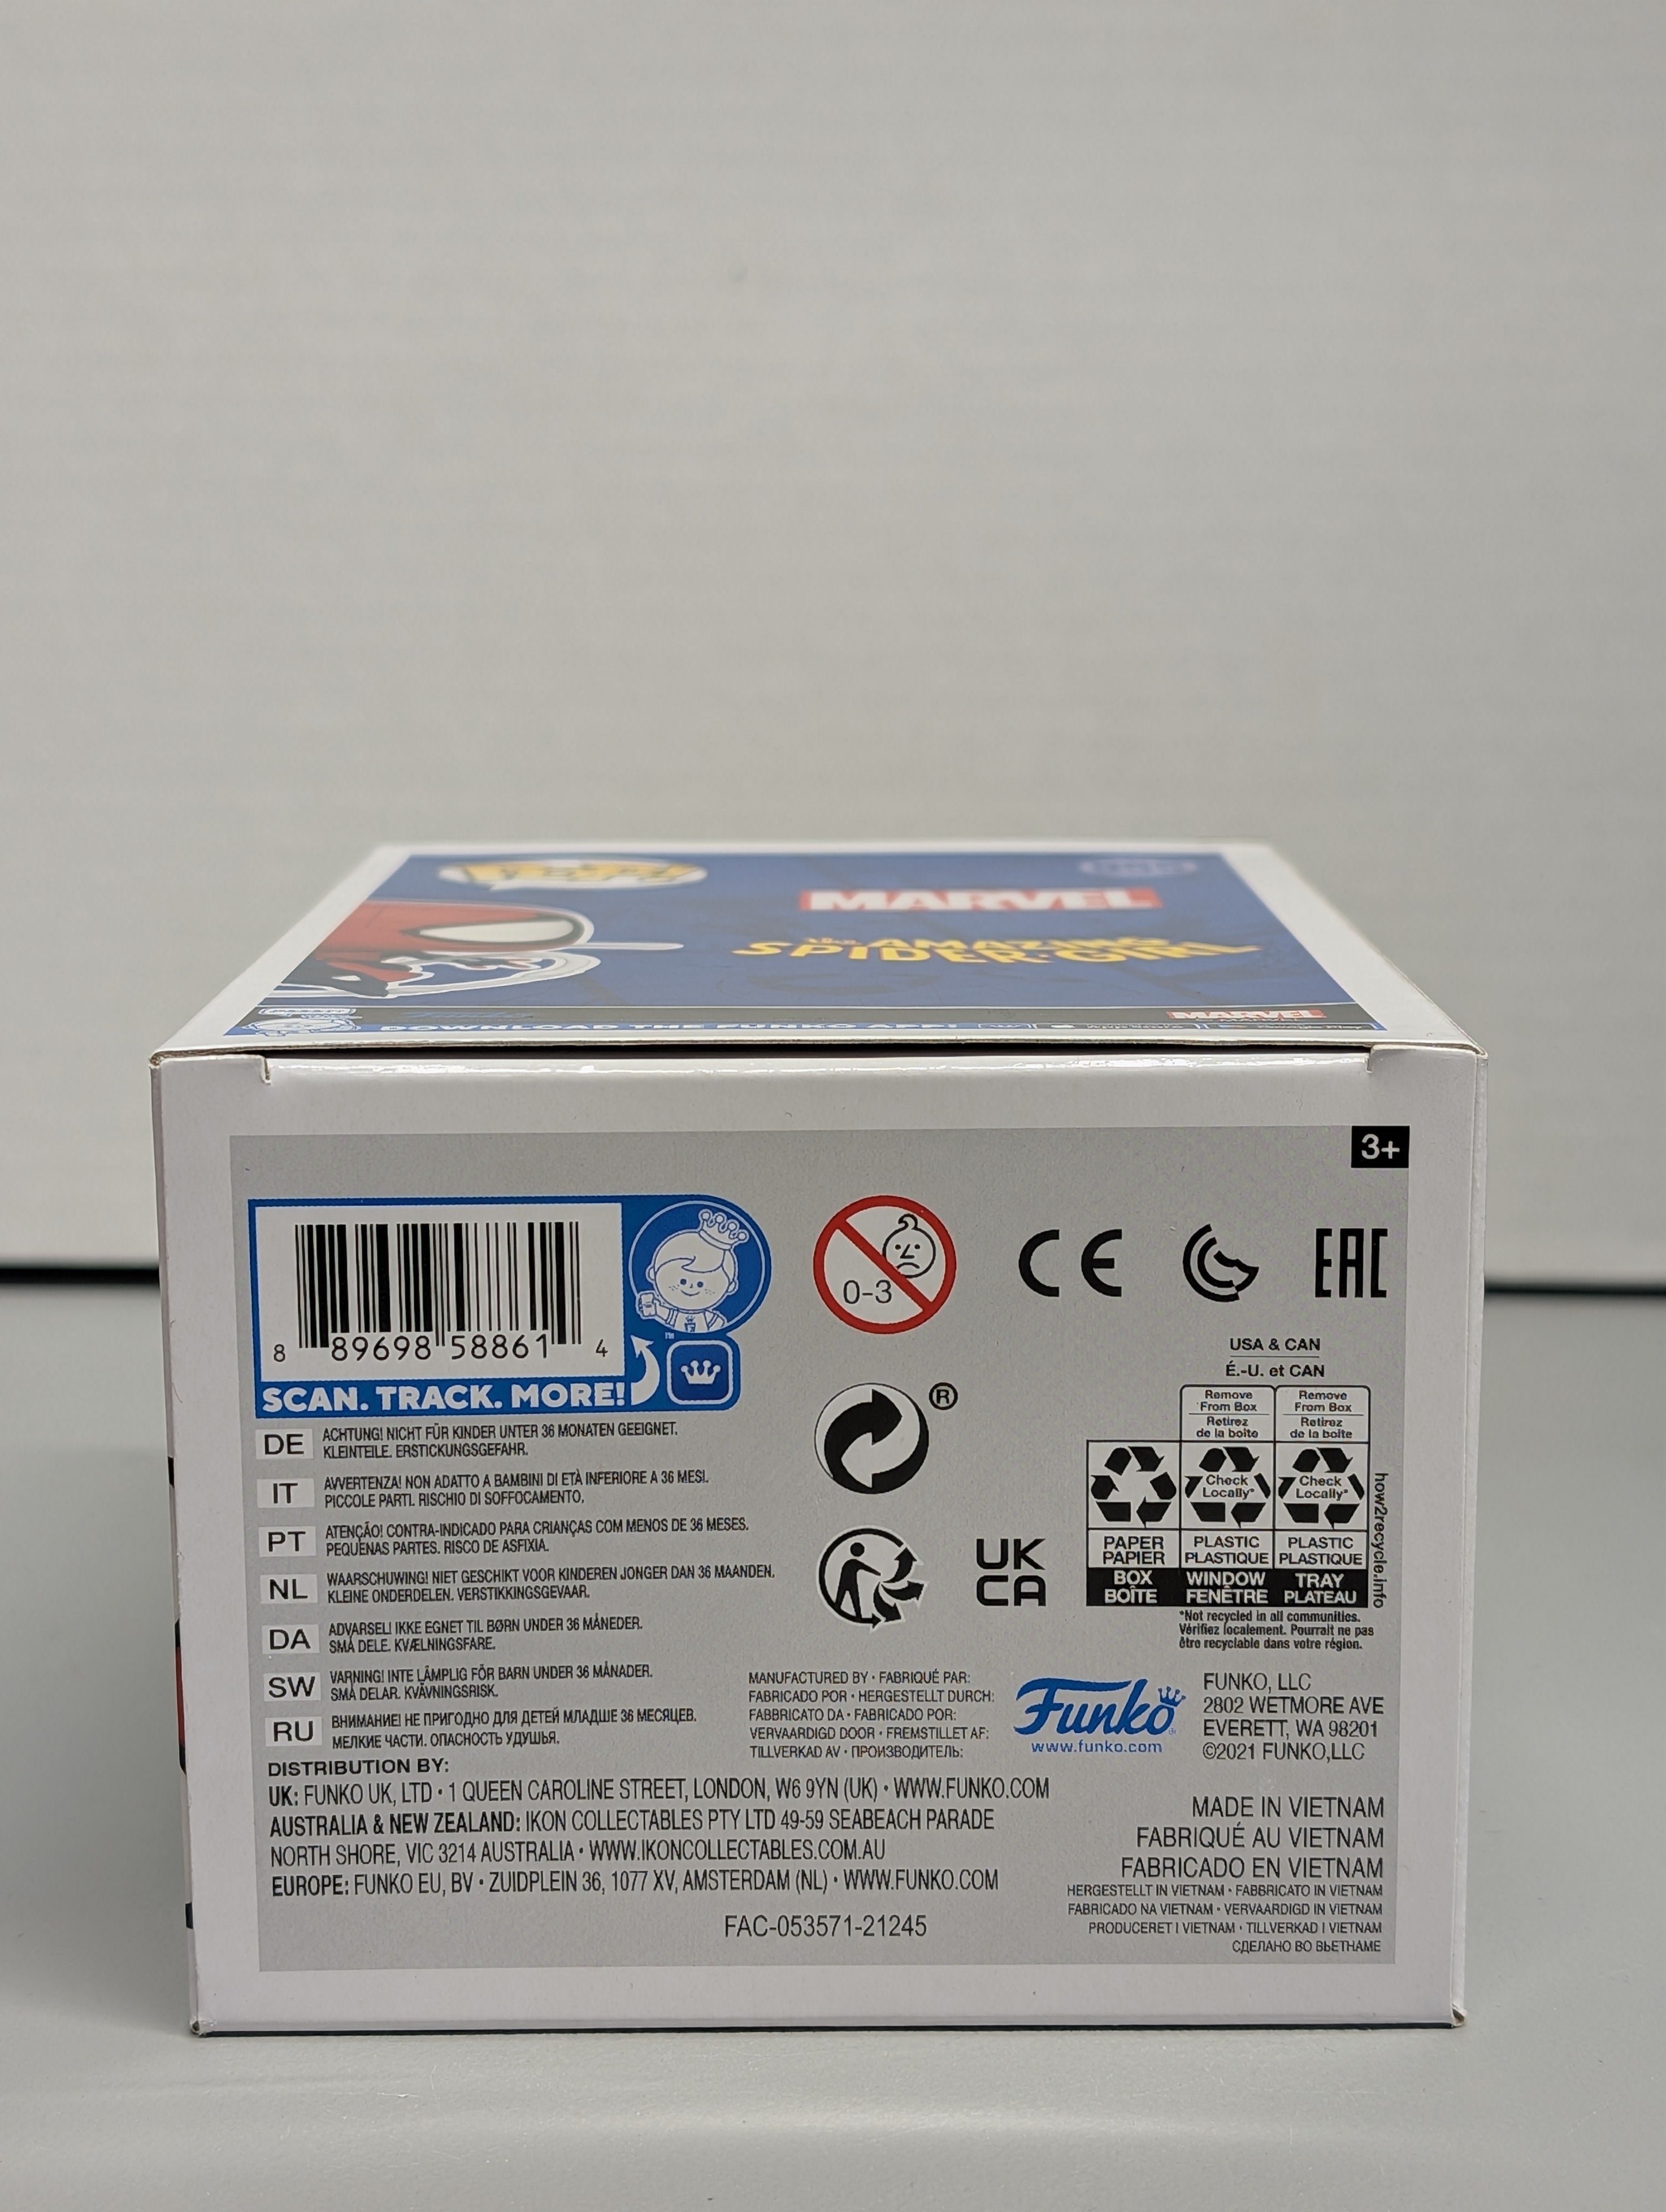 MARVEL
the AMAZING
SPIDER-GIRL
MARVEL
DOWNLOAD THE FUNKO APP!
3+
8 89698 58861 4
SCAN. TRACK. MORE!
™
0-3
CE
EAC
®
UK
CA
DE
ACHTUNG! NICHT FÜR KINDER UNTER 36 MONATEN GEEIGNET.
KLEINTEILE. ERSTICKUNGSGEFAHR.
IT
AVVERTENZA! NON ADATTO A BAMBINI DI ETÀ INFERIORE A 36 MESI.
PICCOLE PARTI. RISCHIO DI SOFFOCAMENTO.
PT
ATENÇÃO! CONTRA-INDICADO PARA CRIANÇAS COM MENOS DE 36 MESES.
PEQUENAS PARTES. RISCO DE ASFIXIA.
NL
WAARSCHUWING! NIET GESCHIKT VOOR KINDEREN JONGER DAN 36 MAANDEN.
KLEINE ONDERDELEN. VERSTIKKINGSGEVAAR.
DA
ADVARSEL! IKKE EGNET TIL BØRN UNDER 36 MÅNEDER.
SMÅ DELE. KVÆLNINGSFARE.
SW
VARNING! INTE LÄMPLIG FÖR BARN UNDER 36 MÅNADER.
SMÅ DELAR. KVÄVNINGSRISK.
RU
ВНИМАНИЕ! НЕ ПРИГОДНО ДЛЯ ДЕТЕЙ МЛАДШЕ 36 МЕСЯЦЕВ.
МЕЛКИЕ ЧАСТИ. ОПАСНОСТЬ УДУШЬЯ.
USA & CAN
É.-U. et CAN
Remove
From Box
Retirez
de la boîte
Remove
From Box
Retirez
de la boîte
Check
Locally*
Check
Locally*
PAPER
PAPIER
PLASTIC
PLASTIQUE
PLASTIC
PLASTIQUE
BOX
BOÎTE
WINDOW
FENÊTRE
TRAY
PLATEAU
how2recycle.info
*Not recycled in all communities.
Vérifiez localement. Pourrait ne pas
être recyclable dans votre région.
MANUFACTURED BY • FABRIQUÉ PAR:
FABRICADO POR • HERGESTELLT DURCH:
FABBRICATO DA • FABRICADO POR:
VERVAARDIGD DOOR • FREMSTILLET AF:
TILLVERKAD AV • ПРОИЗВОДИТЕЛЬ:
Funko
www.funko.com
FUNKO, LLC
2802 WETMORE AVE
EVERETT, WA 98201
©2021 FUNKO,LLC
DISTRIBUTION BY:
UK: FUNKO UK, LTD • 1 QUEEN CAROLINE STREET, LONDON, W6 9YN (UK) • WWW.FUNKO.COM
AUSTRALIA & NEW ZEALAND: IKON COLLECTABLES PTY LTD 49-59 SEABEACH PARADE
NORTH SHORE, VIC 3214 AUSTRALIA • WWW.IKONCOLLECTABLES.COM.AU
EUROPE: FUNKO EU, BV • ZUIDPLEIN 36, 1077 XV, AMSTERDAM (NL) • WWW.FUNKO.COM
MADE IN VIETNAM
FABRIQUÉ AU VIETNAM
FABRICADO EN VIETNAM
HERGESTELLT IN VIETNAM • FABBRICATO IN VIETNAM
FABRICADO NA VIETNAM • VERVAARDIGD IN VIETNAM
PRODUCERET I VIETNAM • TILLVERKAD I VIETNAM
СДЕЛАНО ВО ВЬЕТНАМЕ
FAC-053571-21245